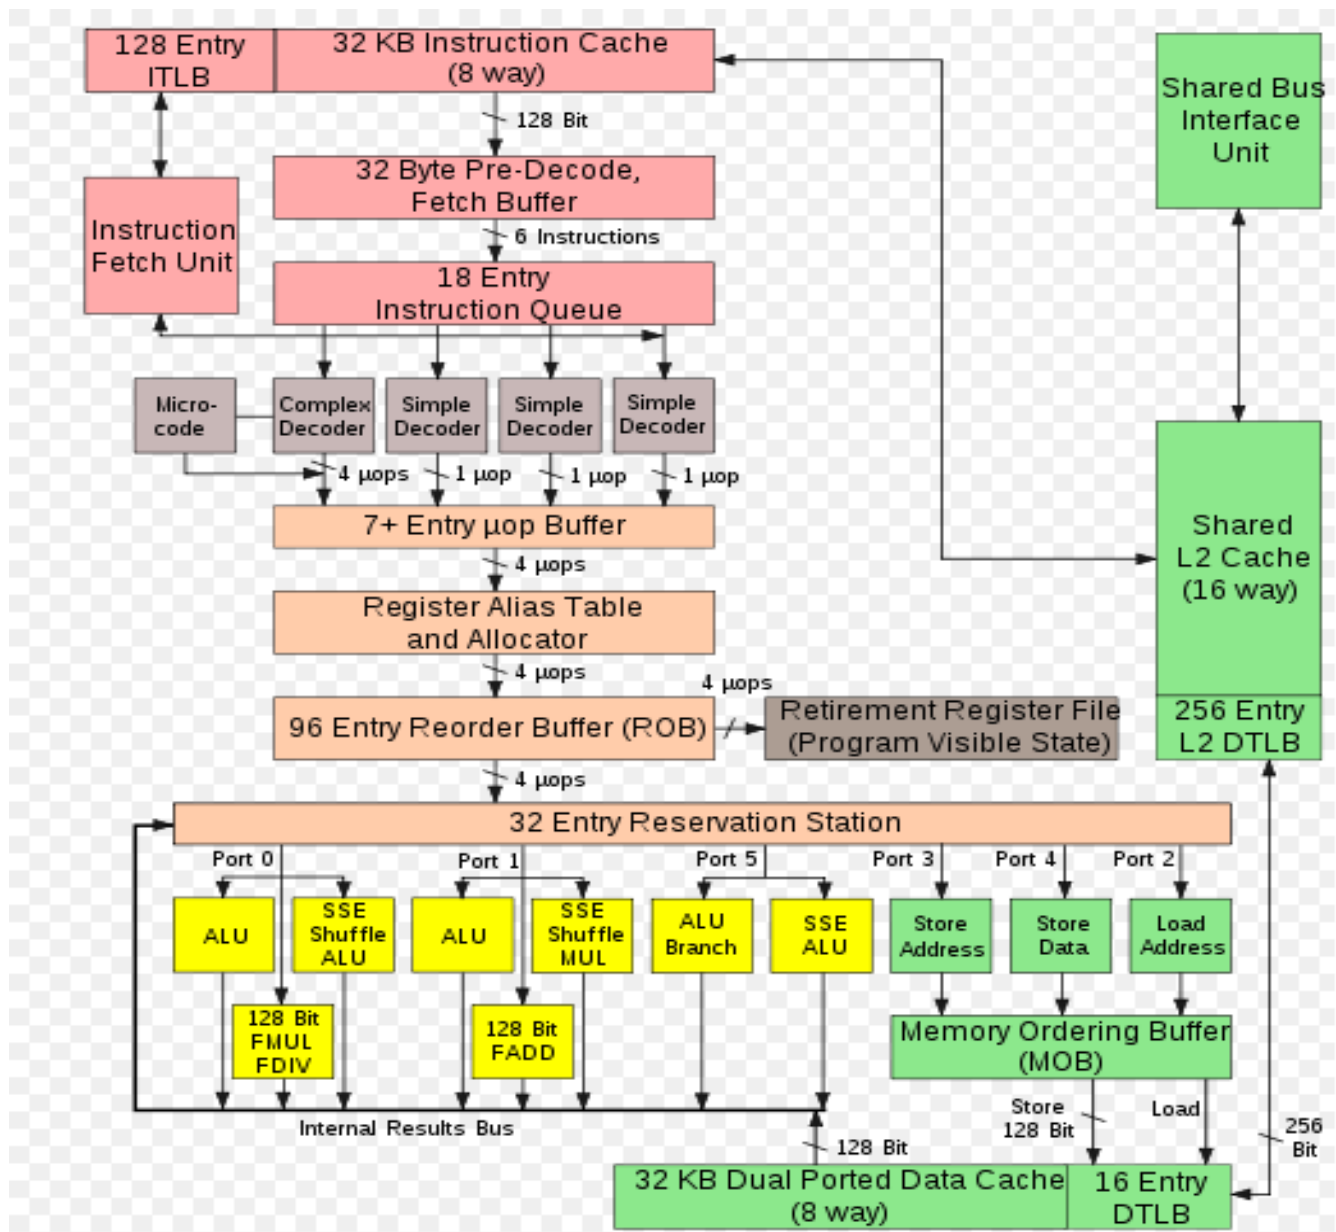 128 Entry
ITLB
32 KB Instruction Cache
(8 way)
128 Bit
Shared Bus
Interface
Unit
32 Byte Pre-Decode,
Fetch Buffer
Instruction
Fetch Unit
6 Instructions
18 Entry
Instruction Queue
Micro-
code
Complex
Decoder
Simple
Decoder
Simple
Decoder
Simple
Decoder
4 µops
1 µop
1 µop
1 µop
7+ Entry µop Buffer
4 µops
Shared
L2 Cache
(16 way)
Register Alias Table
and Allocator
4 µops
4 µops
96 Entry Reorder Buffer (ROB)
Retirement Register File
(Program Visible State)
256 Entry
L2 DTLB
4 µops
32 Entry Reservation Station
Port 0
Port 1
Port 5
Port 3
Port 4
Port 2
ALU
SSE
Shuffle
ALU
ALU
SSE
Shuffle
MUL
ALU
Branch
SSE
ALU
Store
Address
Store
Data
Load
Address
128 Bit
FMUL
FDIV
128 Bit
FADD
Memory Ordering Buffer
(MOB)
Internal Results Bus
Store
128 Bit
Load
256
Bit
128 Bit
32 KB Dual Ported Data Cache
(8 way)
16 Entry
DTLB